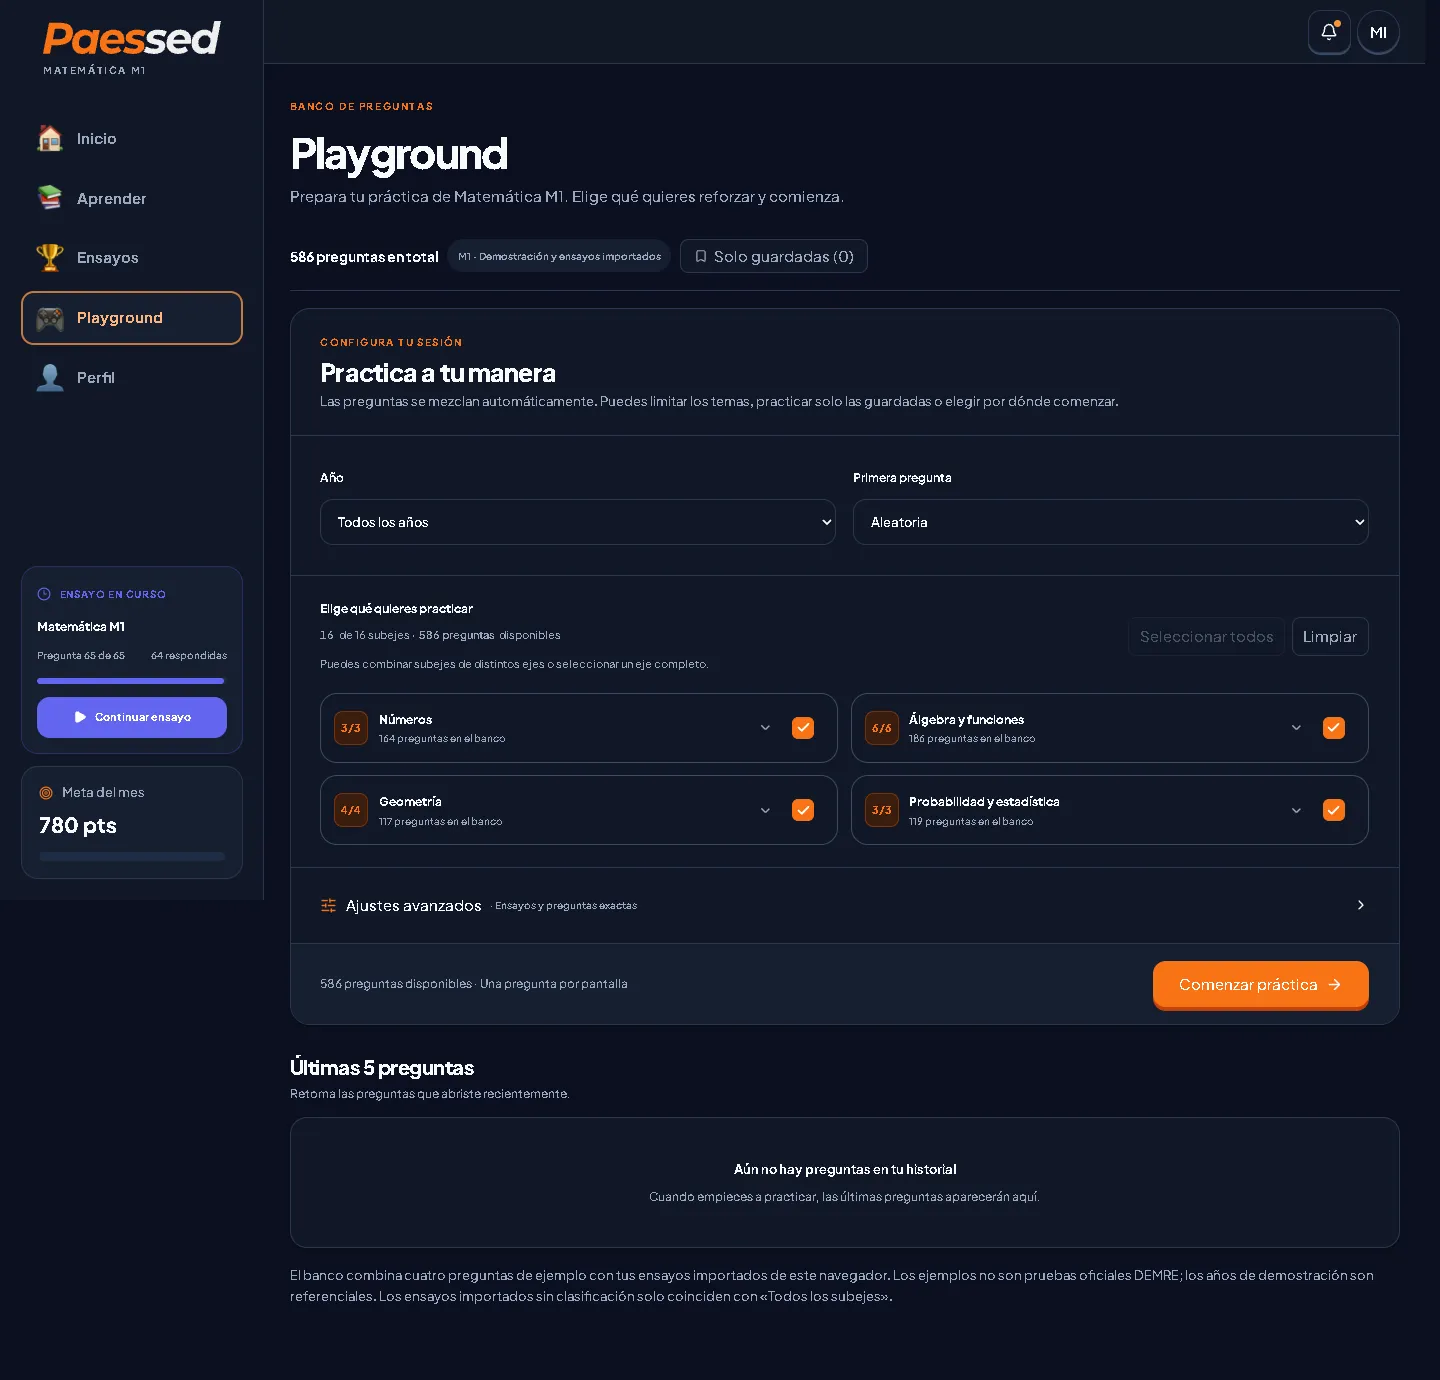 Paessed
MATEMÁTICA M1
Inicio
Aprender
Ensayos
Playground
Perfil
ENSAYO EN CURSO
Matemática M1
Pregunta 65 de 65
64 respondidas
Continuar ensayo
Meta del mes
780 pts
MI
BANCO DE PREGUNTAS
Playground
Prepara tu práctica de Matemática M1. Elige qué quieres reforzar y comienza.
586 preguntas en total
M1 · Demostración y ensayos importados
Solo guardadas (0)
CONFIGURA TU SESIÓN
Practica a tu manera
Las preguntas se mezclan automáticamente. Puedes limitar los temas, practicar solo las guardadas o elegir por dónde comenzar.
Año
Primera pregunta
Todos los años
Aleatoria
Elige qué quieres practicar
16 de 16 subejes · 586 preguntas disponibles
Puedes combinar subejes de distintos ejes o seleccionar un eje completo.
Seleccionar todos
Limpiar
3/3
Números
164 preguntas en el banco
6/6
Álgebra y funciones
186 preguntas en el banco
4/4
Geometría
117 preguntas en el banco
3/3
Probabilidad y estadística
119 preguntas en el banco
Ajustes avanzados · Ensayos y preguntas exactas
586 preguntas disponibles · Una pregunta por pantalla
Comenzar práctica →
Últimas 5 preguntas
Retoma las preguntas que abriste recientemente.
Aún no hay preguntas en tu historial
Cuando empieces a practicar, las últimas preguntas aparecerán aquí.
El banco combina cuatro preguntas de ejemplo con tus ensayos importados de este navegador. Los ejemplos no son pruebas oficiales DEMRE; los años de demostración son
referenciales. Los ensayos importados sin clasificación solo coinciden con «Todos los subejes».